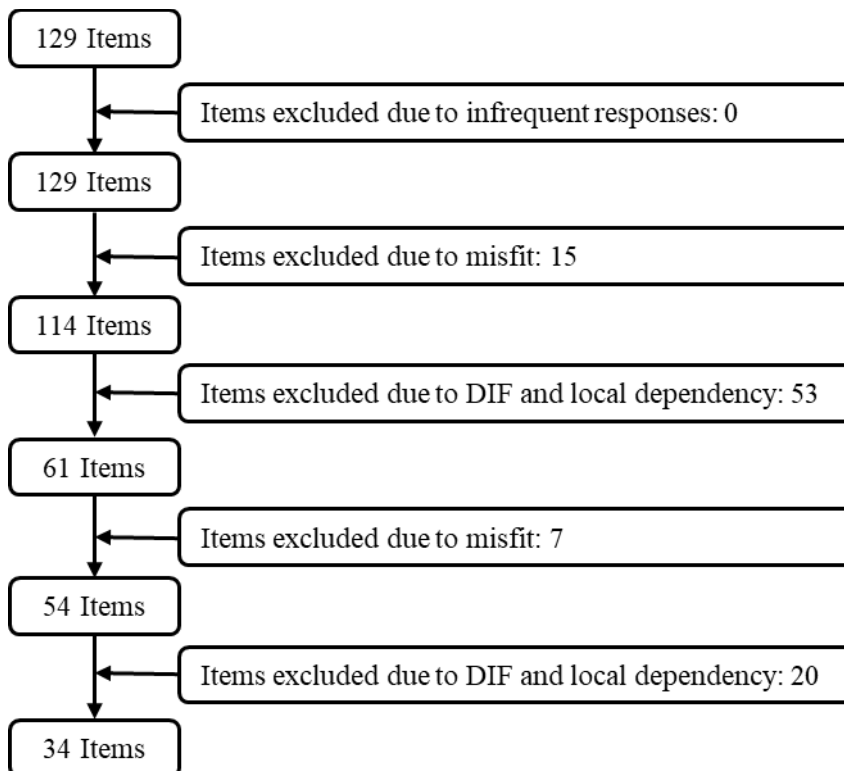 129 Items
Items excluded due to infrequent responses: 0
129 Items
Items excluded due to misfit: 15
114 Items
Items excluded due to DIF and local dependency: 53
61 Items
Items excluded due to misfit: 7
54 Items
Items excluded due to DIF and local dependency: 20
34 Items